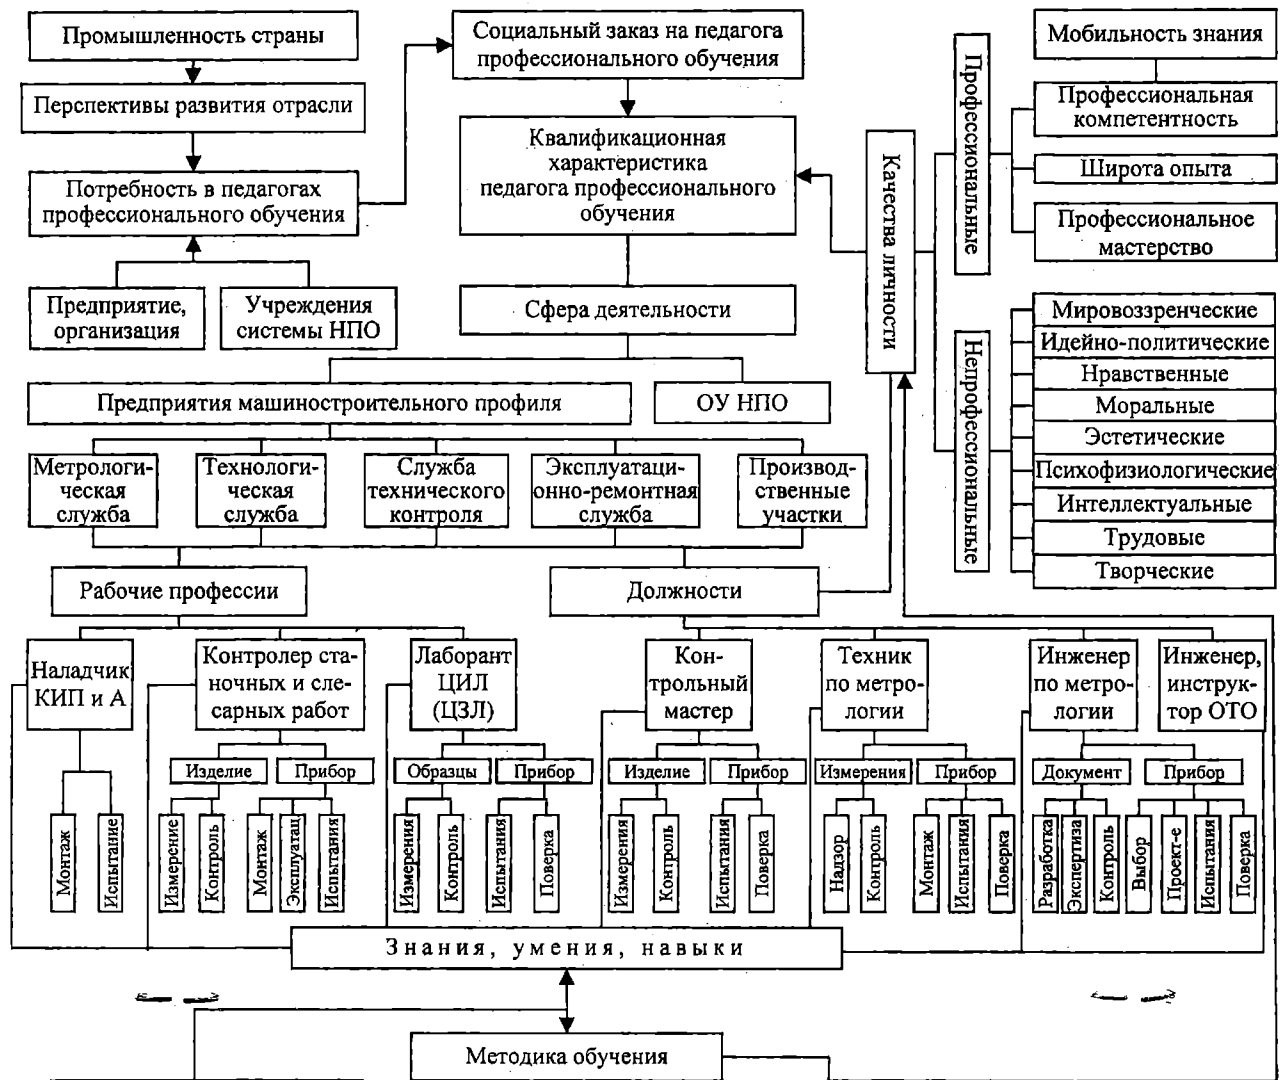 Промышленность страны
Перспективы развития отрасли
Потребность в педагогах
профессионального обучения
Предприятие,
организация
Учреждения
системы НПО
Социальный заказ на педагога
профессионального обучения
Квалификационная
характеристика
педагога профессионального
обучения
Сфера деятельности
Качества личности
Профессиональные
Мобильность знания
Профессиональная
компетентность
Широта опыта
Профессиональное
мастерство
Непрофессиональные
Мировоззренческие
Идейно-политические
Нравственные
Моральные
Эстетические
Психофизиологические
Интеллектуальные
Трудовые
Творческие
Предприятия машиностроительного профиля
ОУ НПО
Метрологи-
ческая
служба
Технологи-
ческая
служба
Служба
технического
контроля
Эксплуатаци-
онно-ремонтная
служба
Производ-
ственные
участки
Рабочие профессии
Должности
Наладчик
КИП и А
Контролер ста-
ночных и сле-
сарных работ
Лаборант
ЦИЛ
(ЦЗЛ)
Кон-
трольный
мастер
Техник
по метро-
логии
Инженер
по метро-
логии
Инженер,
инструк-
тор ОТО
Изделие
Прибор
Образцы
Прибор
Изделие
Прибор
Измерения
Прибор
Документ
Прибор
Монтаж
Испытание
Измерение
Контроль
Монтаж
Эксплуатац
Испытания
Измерения
Контроль
Испытания
Поверка
Измерения
Контроль
Испытания
Поверка
Надзор
Контроль
Монтаж
Испытания
Поверка
Разработка
Экспертиза
Контроль
Выбор
Проект-е
Испытания
Поверка
Знания, умения, навыки
Методика обучения